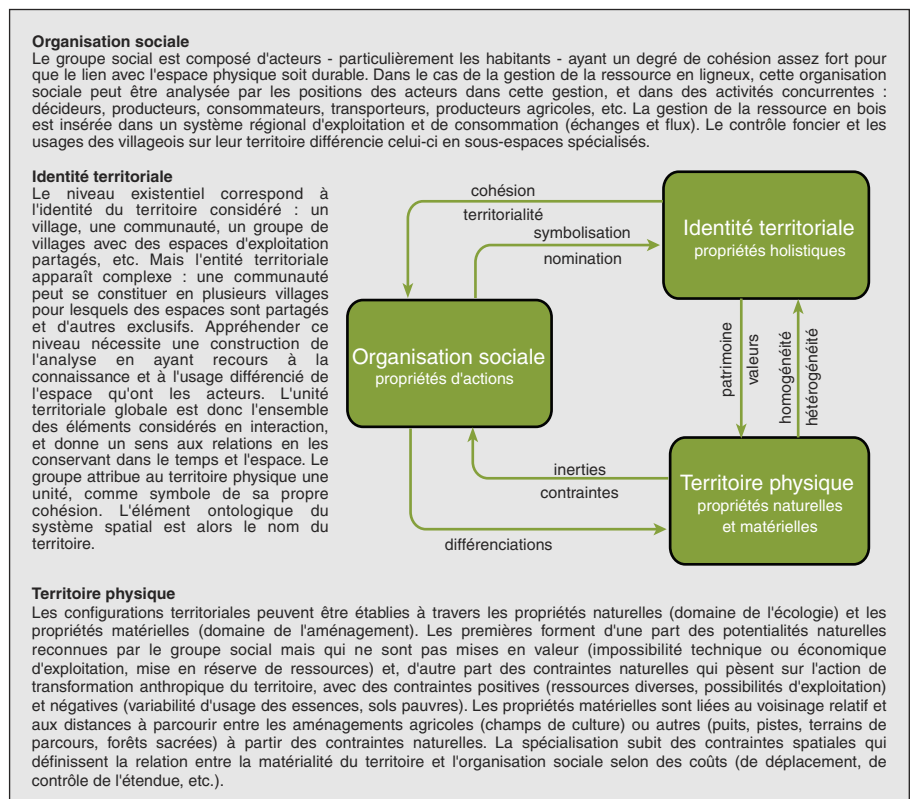 Organisation sociale
Le groupe social est composé d'acteurs - particulièrement les habitants - ayant un degré de cohésion assez fort pour
que le lien avec l'espace physique soit durable. Dans le cas de la gestion de la ressource en ligneux, cette organisation
sociale peut être analysée par les positions des acteurs dans cette gestion, et dans des activités concurrentes :
décideurs, producteurs, consommateurs, transporteurs, producteurs agricoles, etc. La gestion de la ressource en bois
est insérée dans un système régional d'exploitation et de consommation (échanges et flux). Le contrôle foncier et les
usages des villageois sur leur territoire différencie celui-ci en sous-espaces spécialisés.
Identité territoriale
Le niveau existentiel correspond à
l'identité du territoire considéré : un
village, une communauté, un groupe de
villages avec des espaces d'exploitation
partagés, etc. Mais l'entité territoriale
apparaît complexe : une communauté
peut se constituer en plusieurs villages
pour lesquels des espaces sont partagés
et d'autres exclusifs. Appréhender ce
niveau nécessite une construction de
l'analyse en ayant recours à la
connaissance et à l'usage différencié de
l'espace qu'ont les acteurs. L'unité
territoriale globale est donc l'ensemble
des éléments considérés en interaction,
et donne un sens aux relations en les
conservant dans le temps et l'espace. Le
groupe attribue au territoire physique une
unité, comme symbole de sa propre
cohésion. L'élément ontologique du
système spatial est alors le nom du
territoire.
cohésion
territorialité
symbolisation
nomination
Identité territoriale
propriétés holistiques
Organisation sociale
propriétés d'actions
patrimoine
valeurs
homogénéité
hétérogénéité
inerties
contraintes
différenciations
Territoire physique
propriétés naturelles
et matérielles
Territoire physique
Les configurations territoriales peuvent être établies à travers les propriétés naturelles (domaine de l'écologie) et les
propriétés matérielles (domaine de l'aménagement). Les premières forment d'une part des potentialités naturelles
reconnues par le groupe social mais qui ne sont pas mises en valeur (impossibilité technique ou économique
d'exploitation, mise en réserve de ressources) et, d'autre part des contraintes naturelles qui pèsent sur l'action de
transformation anthropique du territoire, avec des contraintes positives (ressources diverses, possibilités d'exploitation)
et négatives (variabilité d'usage des essences, sols pauvres). Les propriétés matérielles sont liées au voisinage relatif et
aux distances à parcourir entre les aménagements agricoles (champs de culture) ou autres (puits, pistes, terrains de
parcours, forêts sacrées) à partir des contraintes naturelles. La spécialisation subit des contraintes spatiales qui
définissent la relation entre la matérialité du territoire et l'organisation sociale selon des coûts (de déplacement, de
contrôle de l'étendue, etc.).